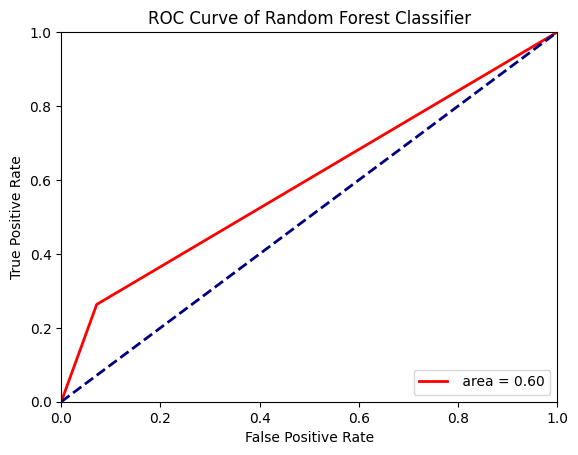 ROC Curve of Random Forest Classifier
1.0
0.8
0.6
0.4
0.2
0.0
True Positive Rate
area = 0.60
0.0 0.2 0.4 0.6 0.8 1.0
False Positive Rate